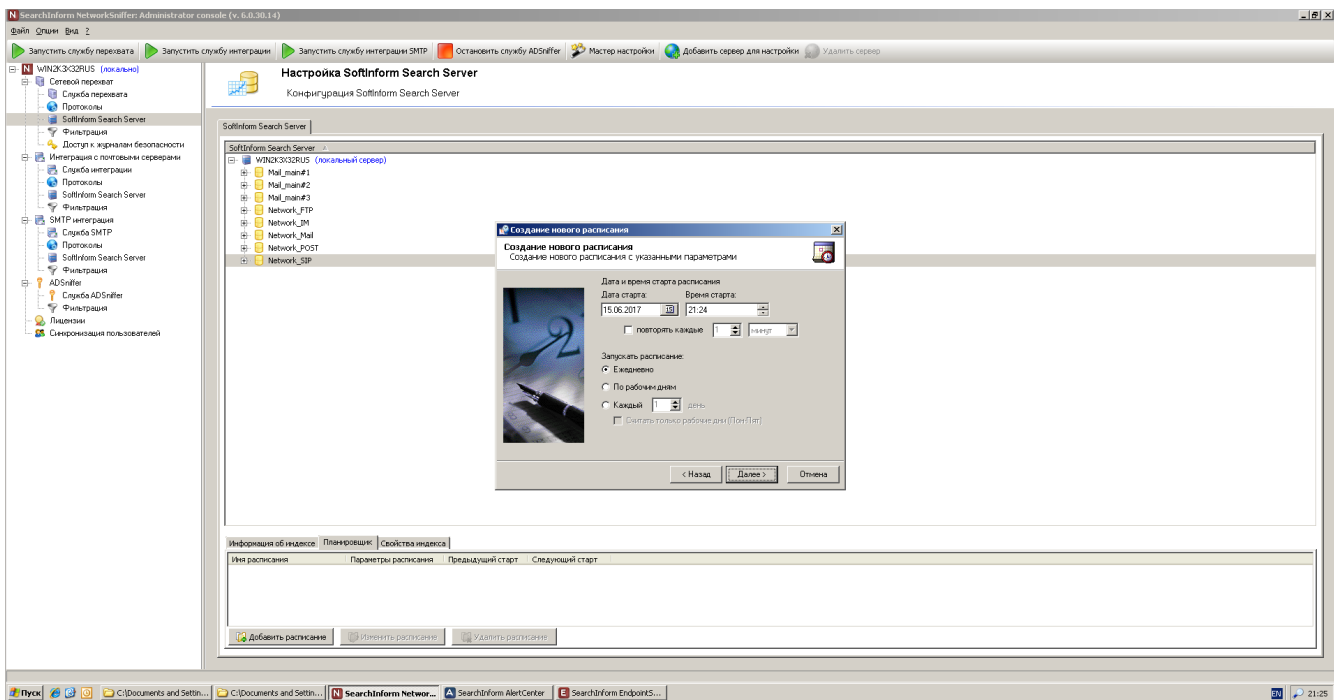 SearchInform NetworkSniffer: Administrator console (v. 6.0.30.14)
Файл Опции Вид ?
Запустить службу перехвата Запустить службу интеграции Запустить службу интеграции SMTP Остановить службу ADSniffer Мастер настройки Добавить сервер для настройки Удалить сервер
WIN2K3X32RUS (локально)
Сетевой перехват
Служба перехвата
Протоколы
SoftInform Search Server
Фильтрация
Доступ к журналам безопасности
Интеграция с почтовыми серверами
Служба интеграции
Протоколы
SoftInform Search Server
Фильтрация
SMTP интеграция
Служба SMTP
Протоколы
SoftInform Search Server
Фильтрация
ADSniffer
Служба ADSniffer
Фильтрация
Лицензии
Синхронизация пользователей
Настройка SoftInform Search Server
Конфигурация SoftInform Search Server
SoftInform Search Server
SoftInform Search Server
WIN2K3X32RUS (локальный сервер)
Mail_main#1
Mail_main#2
Mail_main#3
Network_FTP
Network_IM
Network_Mail
Network_POST
Network_SIP
Создание нового расписания
Создание нового расписания
Создание нового расписания с указанными параметрами
Дата и время старта расписания
Дата старта: Время старта:
15.06.2017 21:24
повторять каждые 1 минут
Запускать расписание:
Ежедневно
По рабочим дням
Каждый 1 день
Считать только рабочие дни (Пон-Пят)
< Назад Далее > Отмена
Информация об индексе Планировщик Свойства индекса
Имя расписания Параметры расписания Предыдущий старт Следующий старт
Добавить расписание Изменить расписание Удалить расписание
Пуск C:\Documents and Settin... C:\Documents and Settin... SearchInform Networ... SearchInform AlertCenter SearchInform EndpointS... EN 21:25